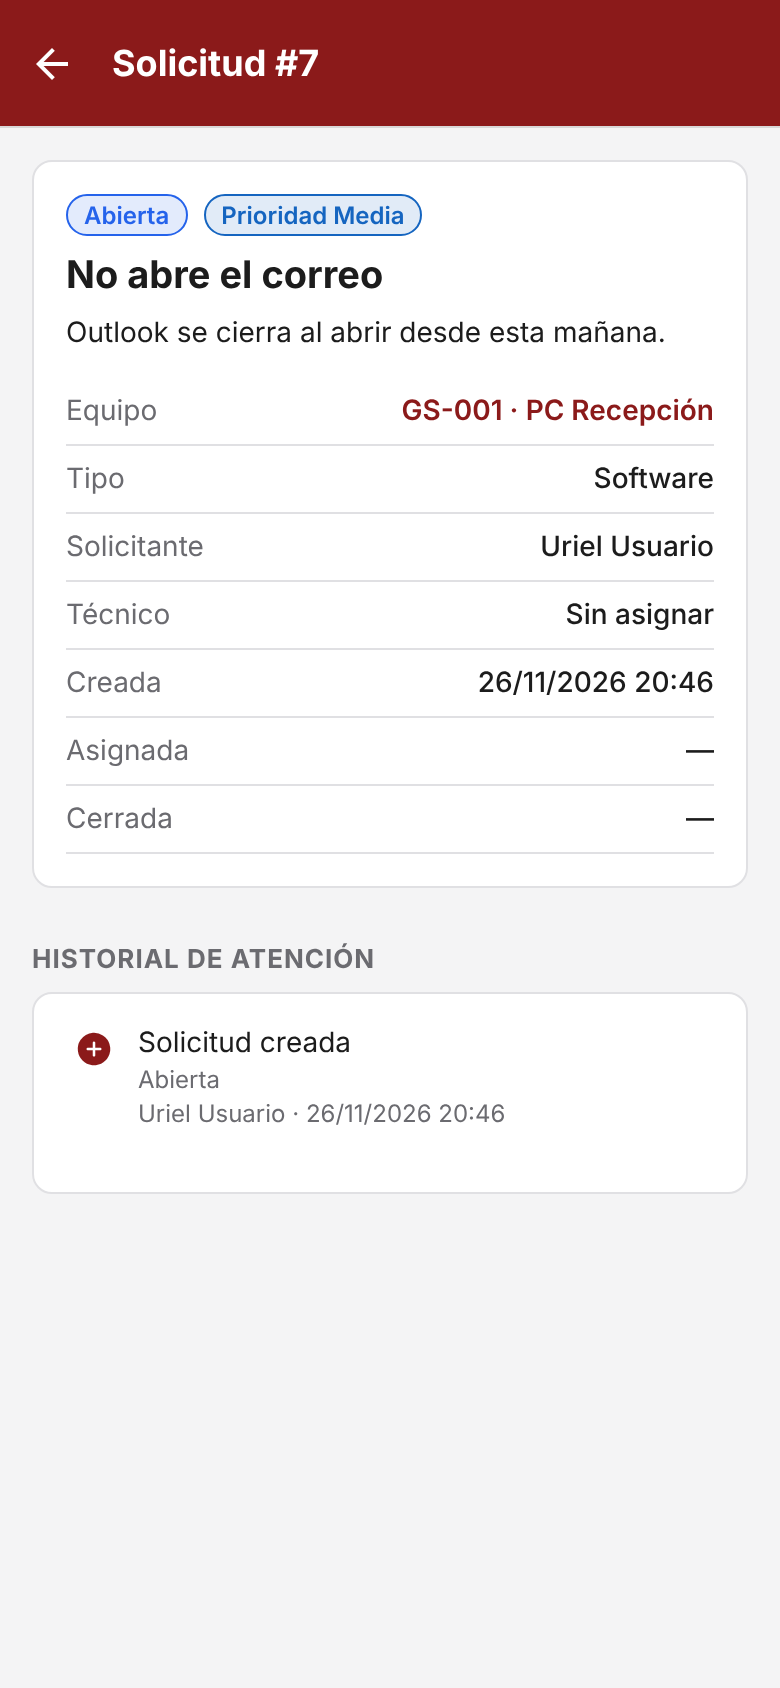 Solicitud #7
Abierta
Prioridad Media
No abre el correo
Outlook se cierra al abrir desde esta mañana.
Equipo GS-001 · PC Recepción
Tipo Software
Solicitante Uriel Usuario
Técnico Sin asignar
Creada 26/11/2026 20:46
Asignada —
Cerrada —
HISTORIAL DE ATENCIÓN
Solicitud creada
Abierta
Uriel Usuario · 26/11/2026 20:46